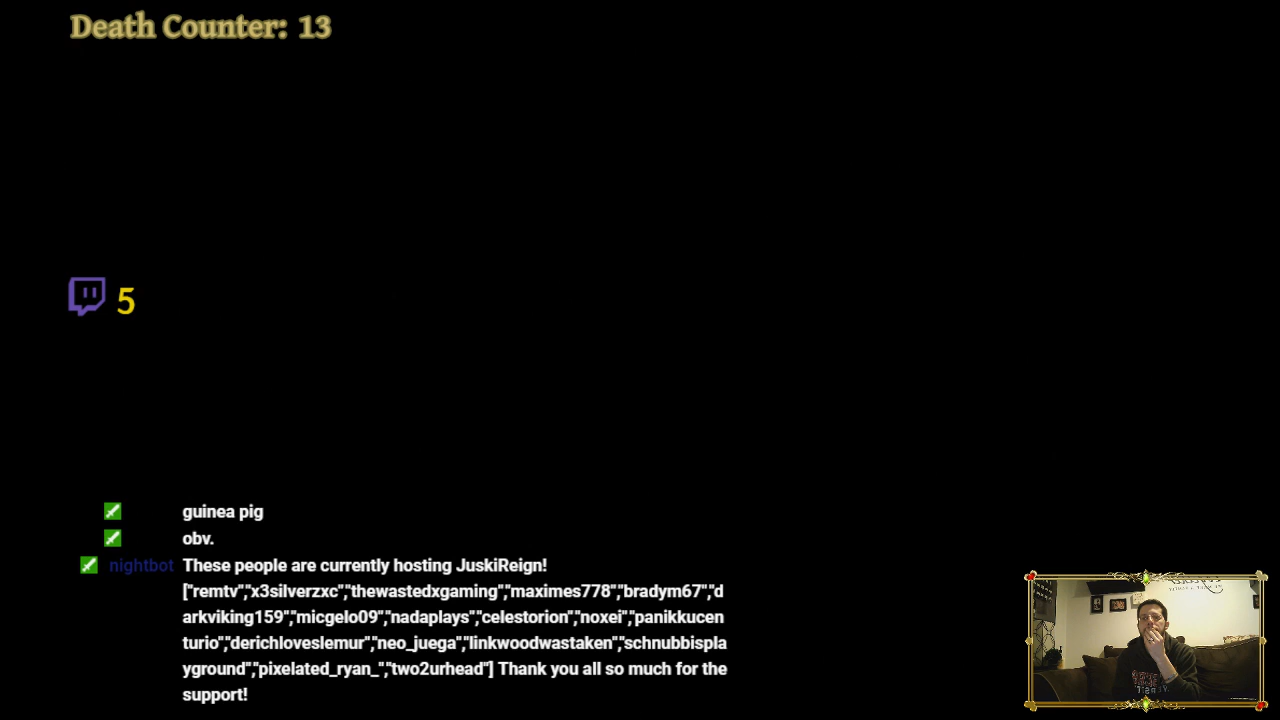 Death Counter: 13
5
guinea pig
obv.
nightbot These people are currently hosting JuskiReign!
["remtv","x3silverzxc","thewastedxgaming","maximes778","bradym67","d
arkviking159","micgelo09","nadaplays","celestorion","noxei","panikkucen
turio","derichloveslemur","neo_juega","linkwoodwastaken","schnubbispla
yground","pixelated_ryan_","two2urhead"] Thank you all so much for the
support!